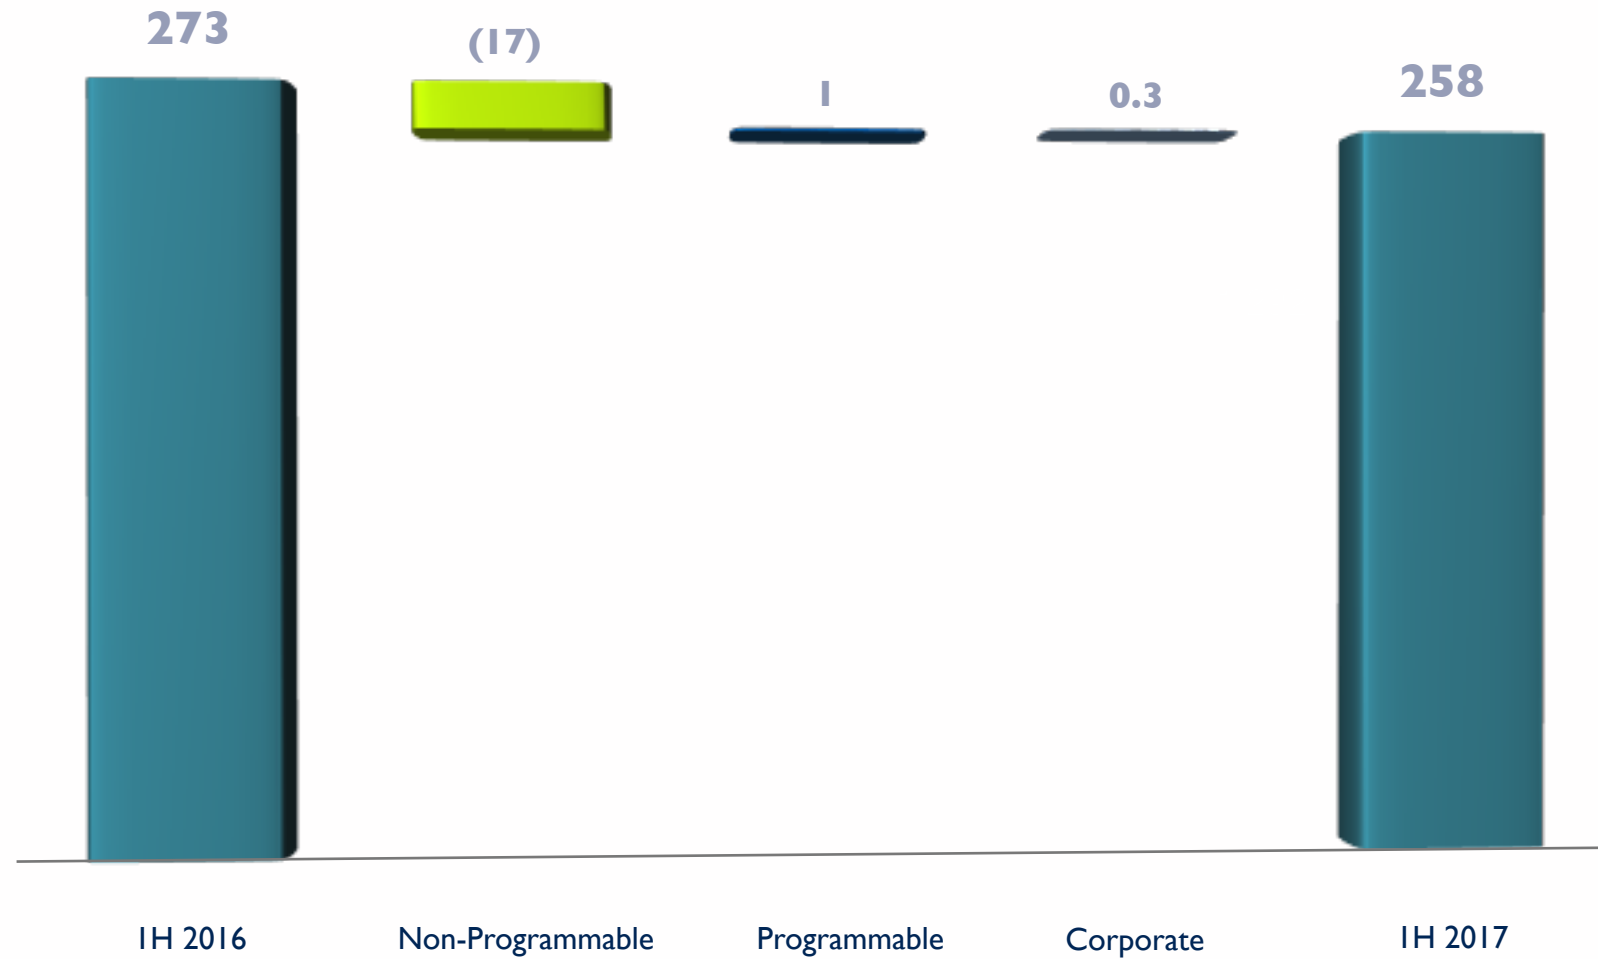 273
(17)
1
0.3
258
1H 2016
Non-Programmable
Programmable
Corporate
1H 2017